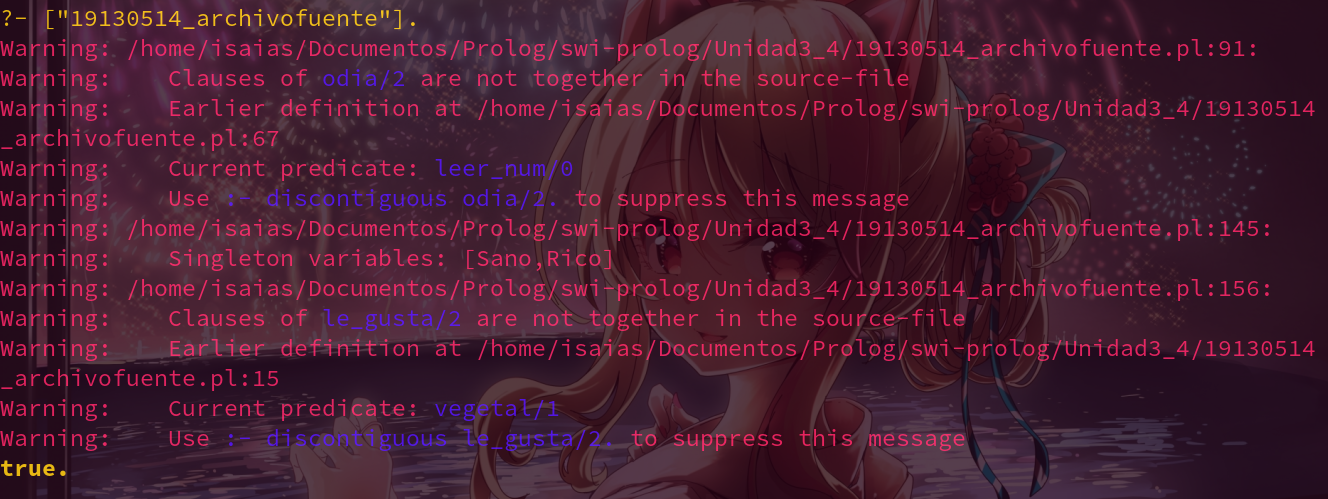 ?- ["19130514_archivofuente"].
Warning: /home/isaias/Documentos/Prolog/swi-prolog/Unidad3_4/19130514_archivofuente.pl:91:
Warning:    Clauses of odia/2 are not together in the source-file
Warning:    Earlier definition at /home/isaias/Documentos/Prolog/swi-prolog/Unidad3_4/19130514
_archivofuente.pl:67
Warning:    Current predicate: leer_num/0
Warning:    Use :- discontiguous odia/2. to suppress this message
Warning: /home/isaias/Documentos/Prolog/swi-prolog/Unidad3_4/19130514_archivofuente.pl:145:
Warning:    Singleton variables: [Sano,Rico]
Warning: /home/isaias/Documentos/Prolog/swi-prolog/Unidad3_4/19130514_archivofuente.pl:156:
Warning:    Clauses of le_gusta/2 are not together in the source-file
Warning:    Earlier definition at /home/isaias/Documentos/Prolog/swi-prolog/Unidad3_4/19130514
_archivofuente.pl:15
Warning:    Current predicate: vegetal/1
Warning:    Use :- discontiguous le_gusta/2. to suppress this message
true.